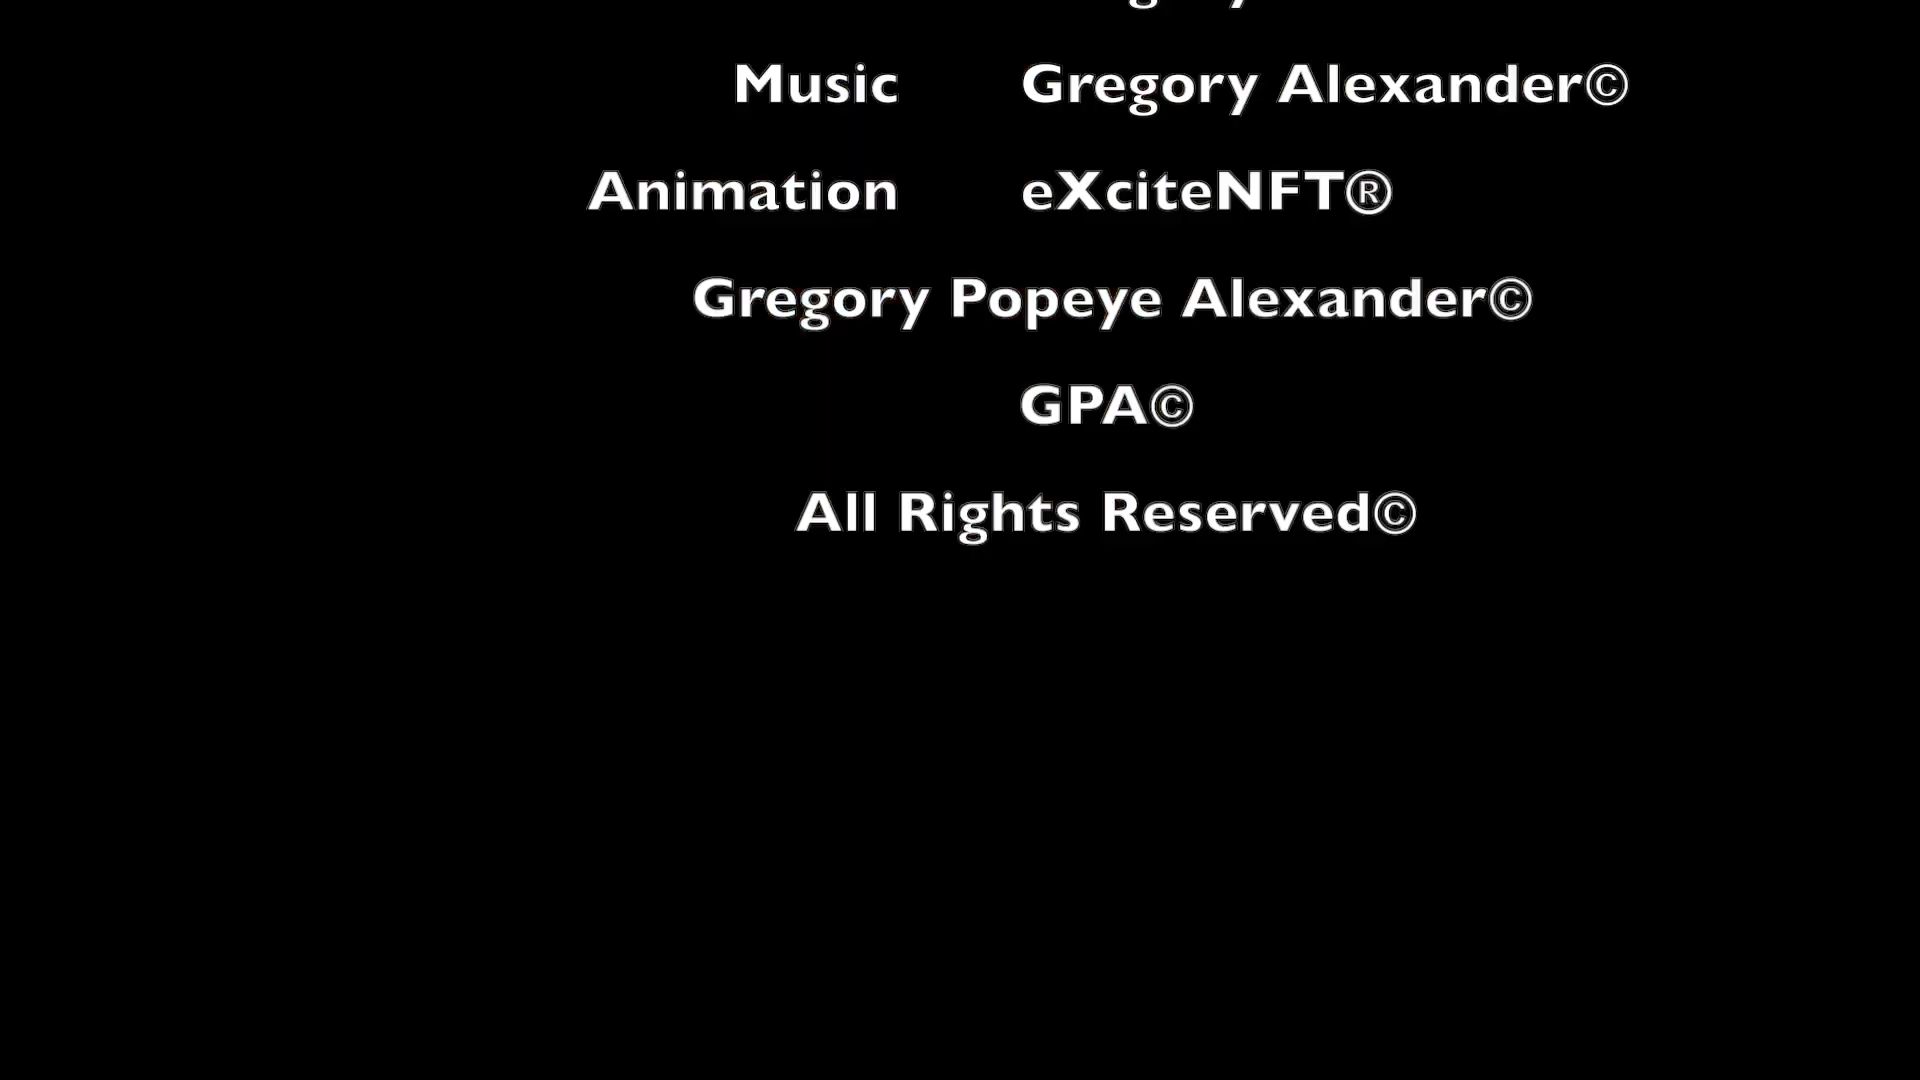 Music Gregory Alexander©
Animation eXciteNFT®
Gregory Popeye Alexander©
GPA©
All Rights Reserved©